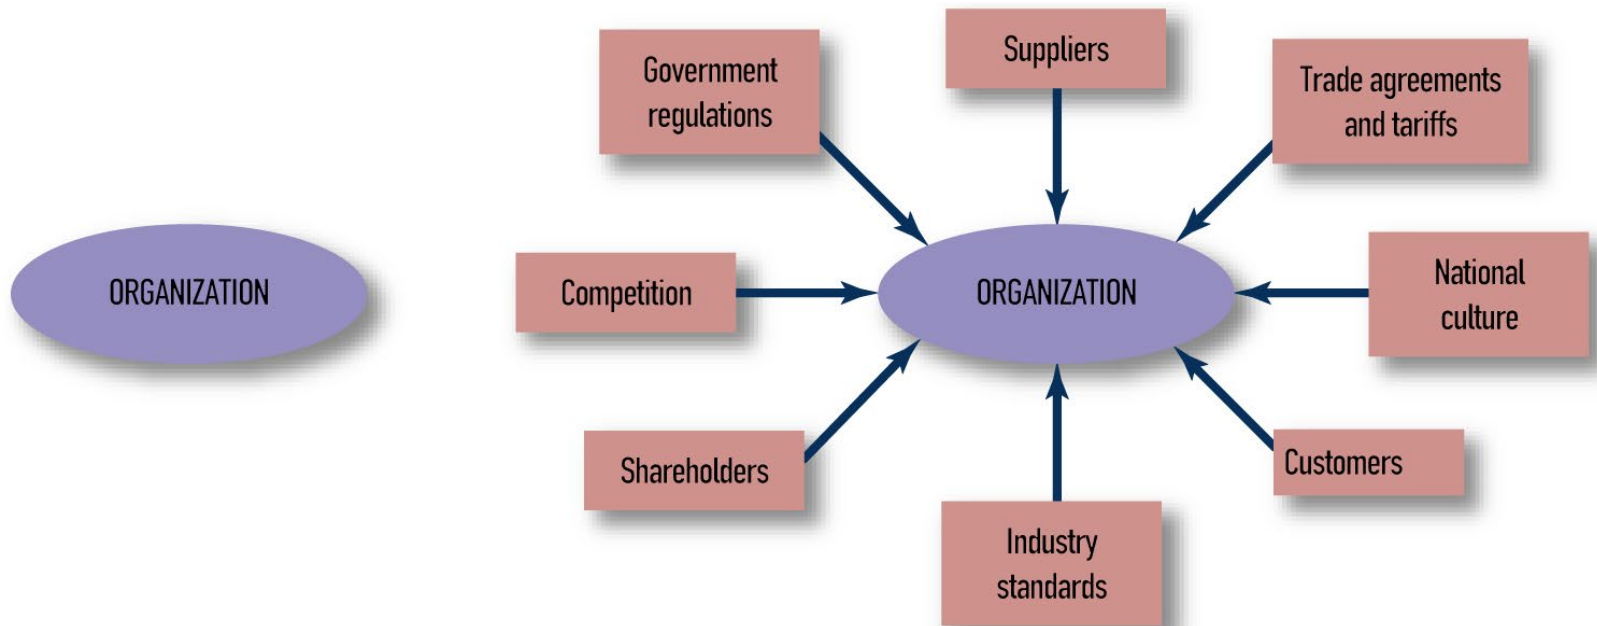 Suppliers
Government
regulations
Trade agreements
and tariffs
ORGANIZATION
Competition
ORGANIZATION
National
culture
Shareholders
Customers
Industry
standards